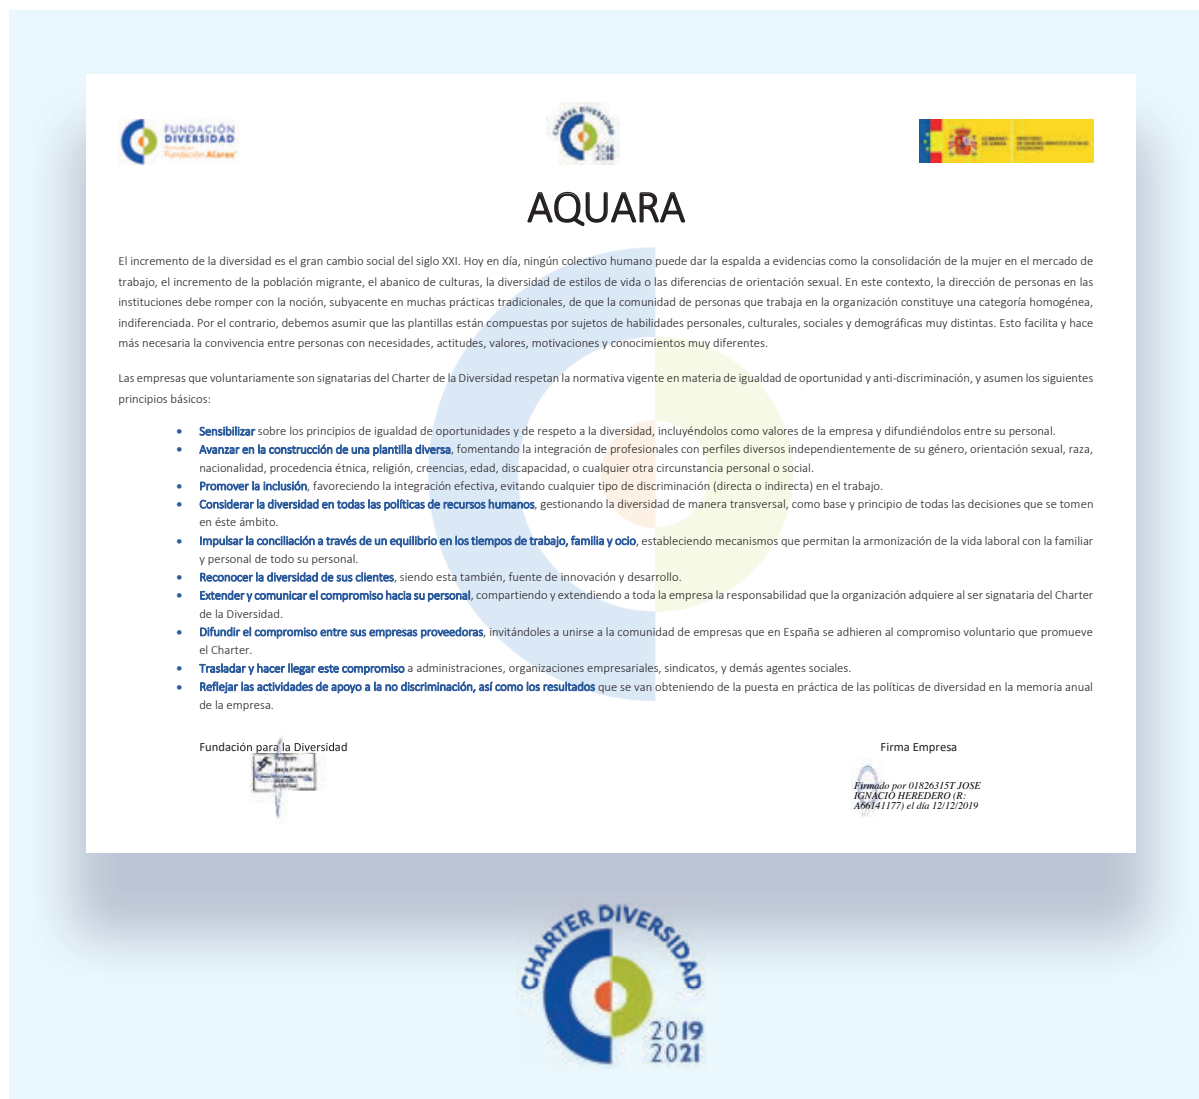 FUNDACIÓN
DIVERSIDAD
Fundación Alares
CHARTER DIVERSIDAD
AQUARA
El incremento de la diversidad es el gran cambio social del siglo XXI. Hoy en día, ningún colectivo humano puede dar la espalda a evidencias como la consolidación de la mujer en el mercado de
trabajo, el incremento de la población migrante, el abanico de culturas, la diversidad de estilos de vida o las diferencias de orientación sexual. En este contexto, la dirección de personas en las
instituciones debe romper con la noción, subyacente en muchas prácticas tradicionales, de que la comunidad de personas que trabaja en la organización constituye una categoría homogénea,
indiferenciada. Por el contrario, debemos asumir que las plantillas están compuestas por sujetos de habilidades personales, culturales, sociales y demográficas muy distintas. Esto facilita y hace
más necesaria la convivencia entre personas con necesidades, actitudes, valores, motivaciones y conocimientos muy diferentes.
Las empresas que voluntariamente son signatarias del Charter de la Diversidad respetan la normativa vigente en materia de igualdad de oportunidad y anti-discriminación, y asumen los siguientes
principios básicos:
• Sensibilizar sobre los principios de igualdad de oportunidades y de respeto a la diversidad, incluyéndolos como valores de la empresa y difundiéndolos entre su personal.
• Avanzar en la construcción de una plantilla diversa, fomentando la integración de profesionales con perfiles diversos independientemente de su género, orientación sexual, raza,
nacionalidad, procedencia étnica, religión, creencias, edad, discapacidad, o cualquier otra circunstancia personal o social.
• Promover la inclusión, favoreciendo la integración efectiva, evitando cualquier tipo de discriminación (directa o indirecta) en el trabajo.
• Considerar la diversidad en todas las políticas de recursos humanos, gestionando la diversidad de manera transversal, como base y principio de todas las decisiones que se tomen
en éste ámbito.
• Impulsar la conciliación a través de un equilibrio en los tiempos de trabajo, familia y ocio, estableciendo mecanismos que permitan la armonización de la vida laboral con la familiar
y personal de todo su personal.
• Reconocer la diversidad de sus clientes, siendo esta también, fuente de innovación y desarrollo.
• Extender y comunicar el compromiso hacia su personal, compartiendo y extendiendo a toda la empresa la responsabilidad que la organización adquiere al ser signataria del Charter
de la Diversidad.
• Difundir el compromiso entre sus empresas proveedoras, invitándoles a unirse a la comunidad de empresas que en España se adhieren al compromiso voluntario que promueve
el Charter.
• Trasladar y hacer llegar este compromiso a administraciones, organizaciones empresariales, sindicatos, y demás agentes sociales.
• Reflejar las actividades de apoyo a la no discriminación, así como los resultados que se van obteniendo de la puesta en práctica de las políticas de diversidad en la memoria anual
de la empresa.
Fundación para la Diversidad
Firma Empresa
Firmado por 01826315T JOSE
IGNACIO HEREDERO (R:
A66141177) el día 12/12/2019
CHARTER DIVERSIDAD
2019
2021